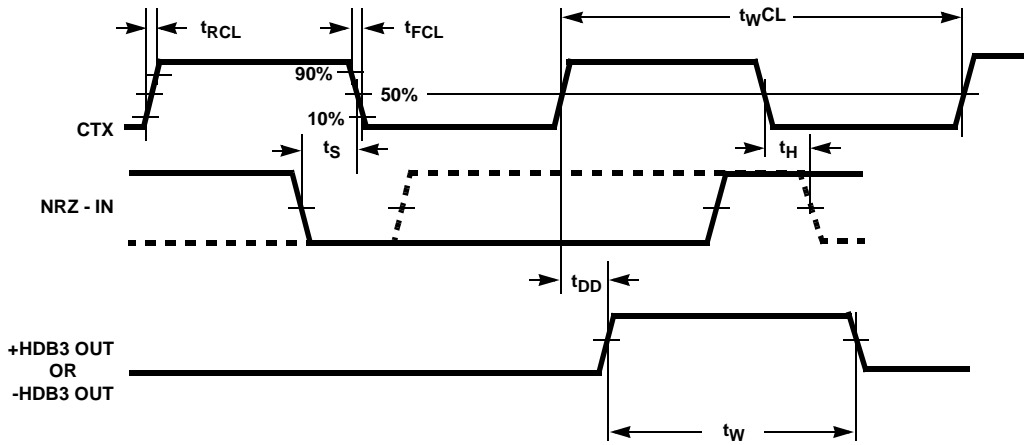 tRCL
tFCL
tWCL
90%
50%
10%
CTX
tS
tH
NRZ - IN
tDD
+HDB3 OUT
OR
-HDB3 OUT
tW